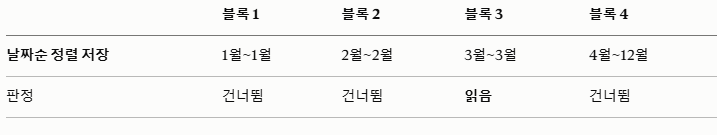 블록 1 블록 2 블록 3 블록 4
날짜순 정렬 저장 1월~1월 2월~2월 3월~3월 4월~12월
판정 건너뜀 건너뜀 읽음 건너뜀